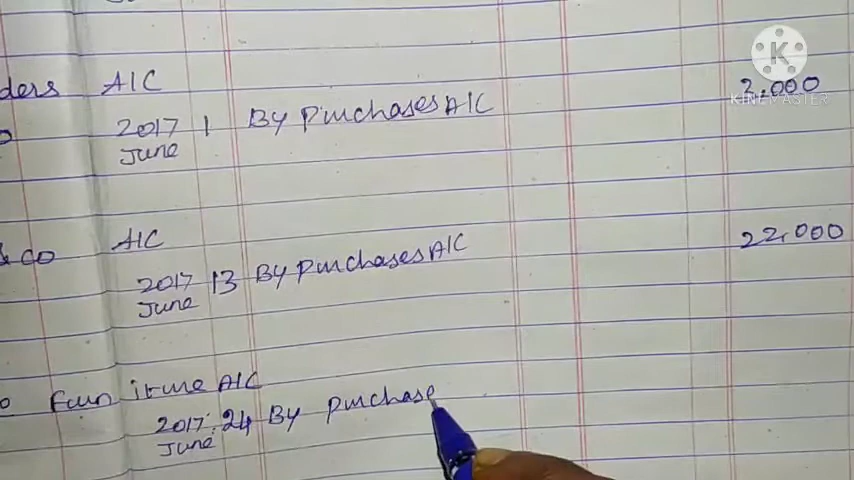 ders A/C
2017 1 By purchases A/C 2,000
June
& CO A/C
2017 13 By purchases A/C 22,000
June
Furniture A/C
2017 24 By purchase
June
K
KINEMASTER